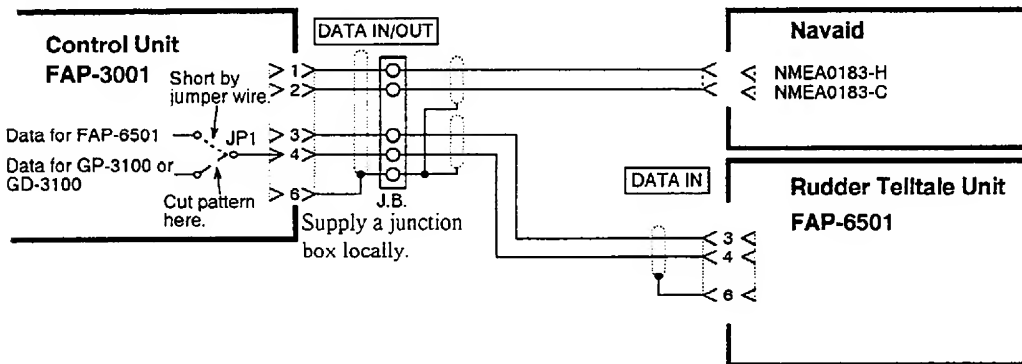 Control Unit
FAP-3001
Short by
jumper wire.
Data for FAP-6501
JP1
Data for GP-3100 or
GD-3100
Cut pattern
here.
1
2
3
4
6
DATA IN/OUT
J.B.
Supply a junction
box locally.
Navaid
NMEA0183-H
NMEA0183-C
DATA IN
Rudder Telltale Unit
FAP-6501
3
4
6